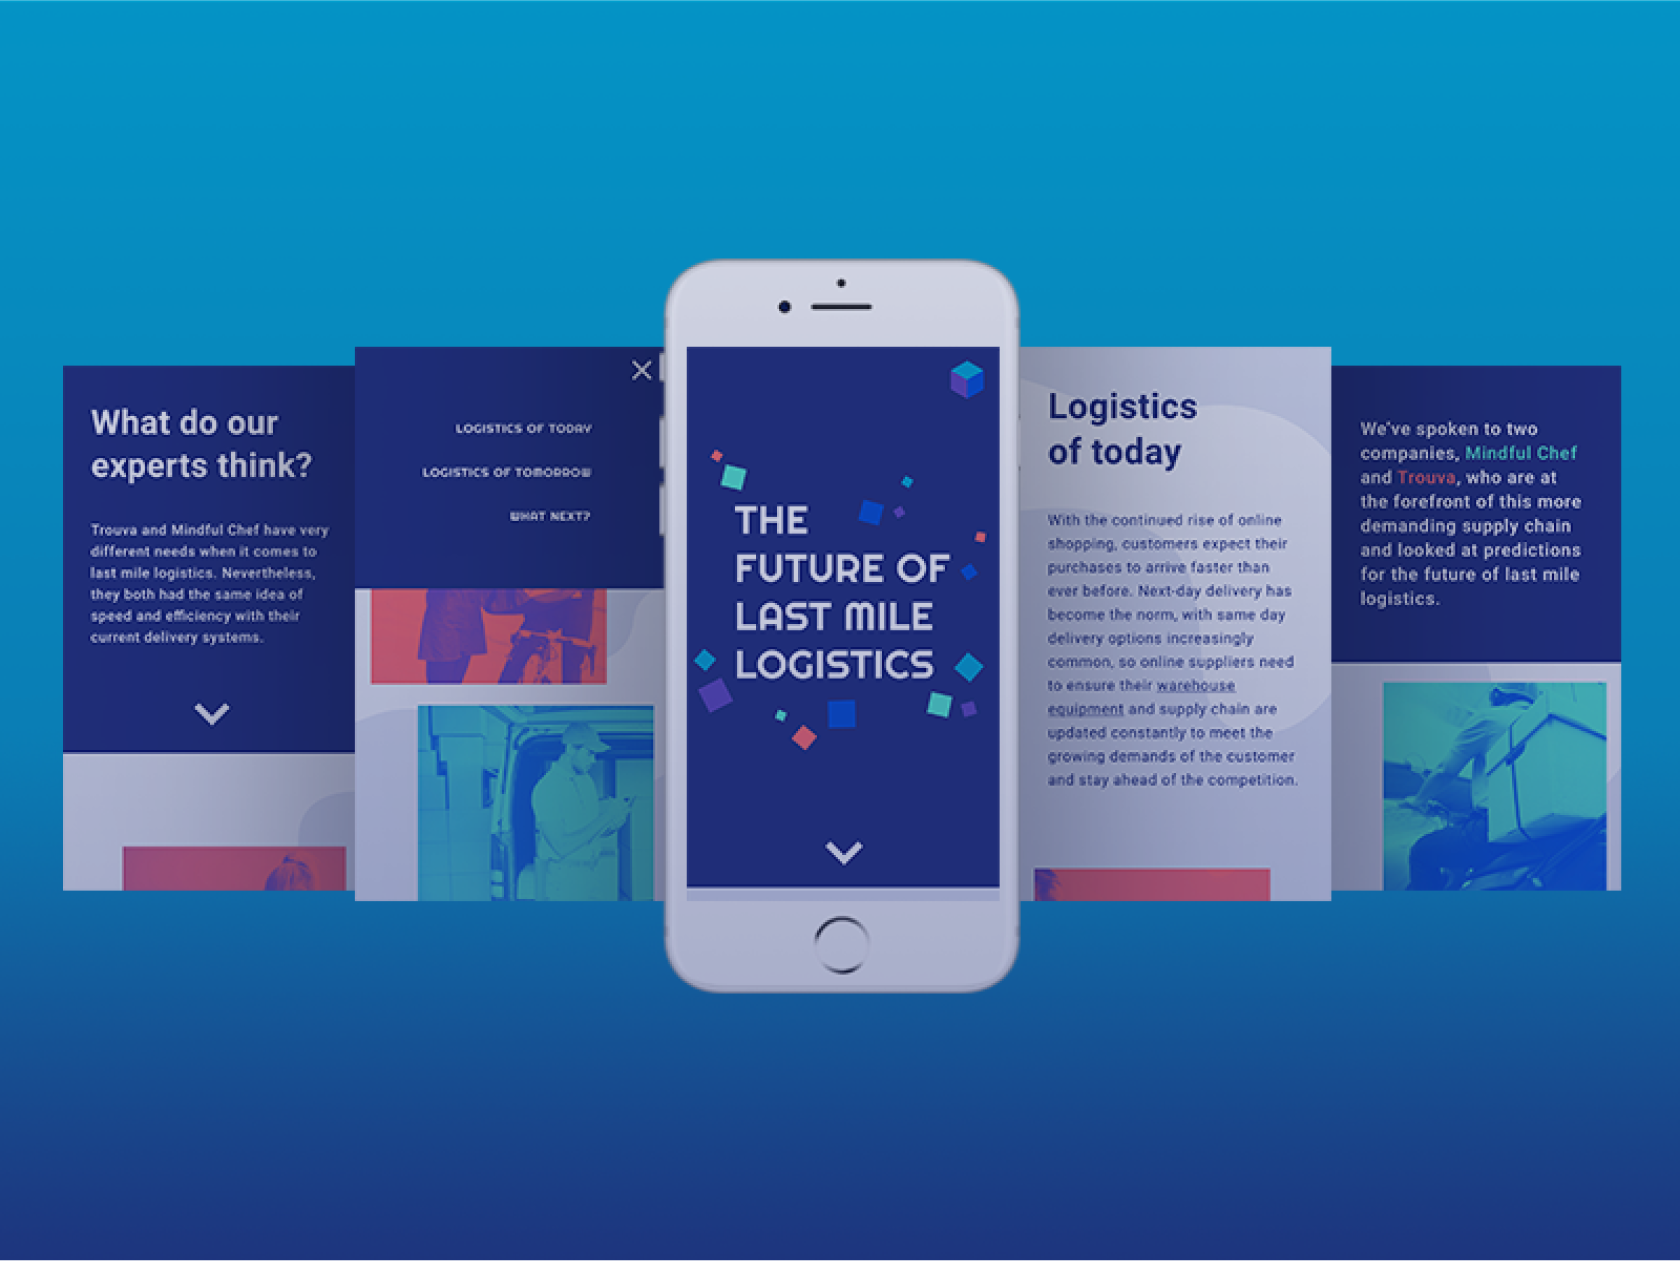 What do our
experts think?
Trouva and Mindful Chef have very
different needs when it comes to
last mile logistics. Nevertheless,
they both had the same idea of
speed and efficiency with their
current delivery systems.
LOGISTICS OF TODAY
LOGISTICS OF TOMORROW
WHAT NEXT?
THE
FUTURE OF
LAST MILE
LOGISTICS
Logistics
of today
With the continued rise of online
shopping, customers expect their
purchases to arrive faster than
ever before. Next-day delivery has
become the norm, with same day
delivery options increasingly
common, so online suppliers need
to ensure their warehouse
equipment and supply chain are
updated constantly to meet the
growing demands of the customer
and stay ahead of the competition.
We've spoken to two
companies, Mindful Chef
and Trouva, who are at
the forefront of this more
demanding supply chain
and looked at predictions
for the future of last mile
logistics.